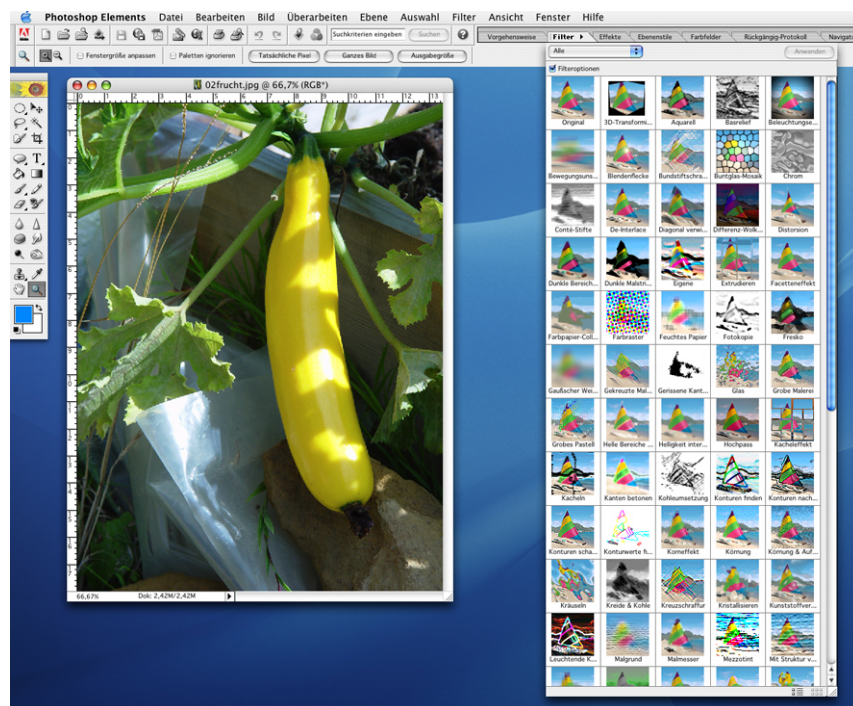 Photoshop Elements Datei Bearbeiten Bild Überarbeiten Ebene Auswahl Filter Ansicht Fenster Hilfe
Suchkriterien eingeben Suchen Vorgehensweise Filter Effekte Ebenenstile Farbfelder Rückgängig-Protokoll Navigato
Fenstergröße anpassen Paletten ignorieren Tatsächliche Pixel Ganzes Bild Ausgabegröße
Alle Anwenden
Filteroptionen
02frucht.jpg @ 66,7% (RGB*)
Original 3D-Transformi... Aquarell Basrelief Beleuchtungse...
Bewegungsuns... Blendenflecke Buntstiftschra... Buntglas-Mosaik Chrom
Conté-Stifte De-Interlace Diagonal verwi... Differenz-Wolk... Distorsion
Dunkle Bereich... Dunkle Malstri... Eigene Extrudieren Facetteneffekt
Farbpapier-Coll... Farbraster Feuchtes Papier Fotokopie Fresko
Gaußscher Wei... Gekreuzte Mal... Gerissene Kant... Glas Grobe Malerei
Grobes Pastell Helle Bereiche ... Helligkeit inter... Hochpass Kacheleffekt
Kacheln Kanten betonen Kohleumsetzung Konturen finden Konturen nach...
Konturen scha... Konturwerte fi... Korneffekt Körnung Körnung & Auf...
Kräuseln Kreide & Kohle Kreuzschraffur Kristallisieren Kunststoffver...
Leuchtende K... Malgrund Malmesser Mezzotint Mit Struktur v...
66,67% Dok: 2,42M/2,42M